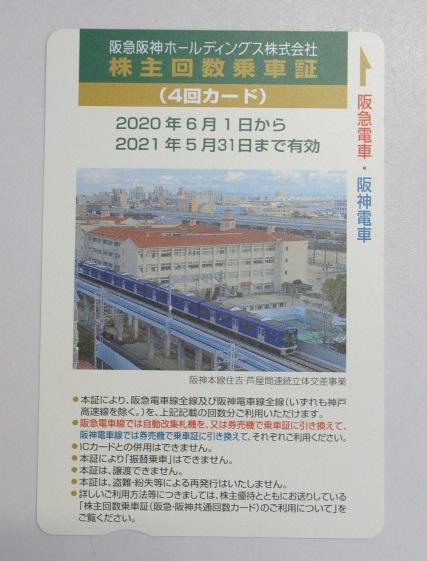 阪急阪神ホールディングス株式会社
株主回数乗車証
（4回カード）
2020年6月1日から
2021年5月31日まで有効
阪急電車・阪神電車
阪神本線住吉・芦屋間連続立体交差事業
●本証により、阪急電車線全線及び阪神電車線全線（いずれも神戸
高速線を除く。）を、上記記載の回数分ご利用いただけます。
●阪急電車線では自動改集札機を、又は券売機で乗車証に引き換えて、
阪神電車線では券売機で乗車証に引き換えて、それぞれご利用ください。
●ICカードとの併用はできません。
●本証により「振替乗車」はできません。
●本証は、譲渡できません。
●本証は、盗難・紛失等による再発行はいたしません。
●詳しいご利用方法等につきましては、株主優待とともにお送りしている
「株主回数乗車証（阪急・阪神共通回数カード）のご利用について」を
ご覧ください。